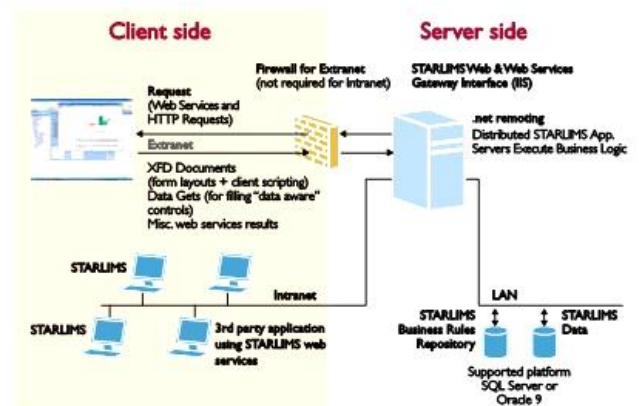 Client side
Server side
Firewall for Extranet
(not required for Intranet)
STARLIMS Web & Web Services
Gateway Interface (IIS)
Request
(Web Services and
HTTP Requests)
Extranet
.net remoting
Distributed STARLIMS App.
Servers Execute Business Logic
XFD Documents
(form layouts + client scripting)
Data Gets (for filling "data aware"
controls)
Misc. web services results
STARLIMS
Intranet
LAN
STARLIMS
3rd party application
using STARLIMS web
services
STARLIMS
Business Rules
Repository
STARLIMS
Data
Supported platform
SQL Server or
Oracle 9